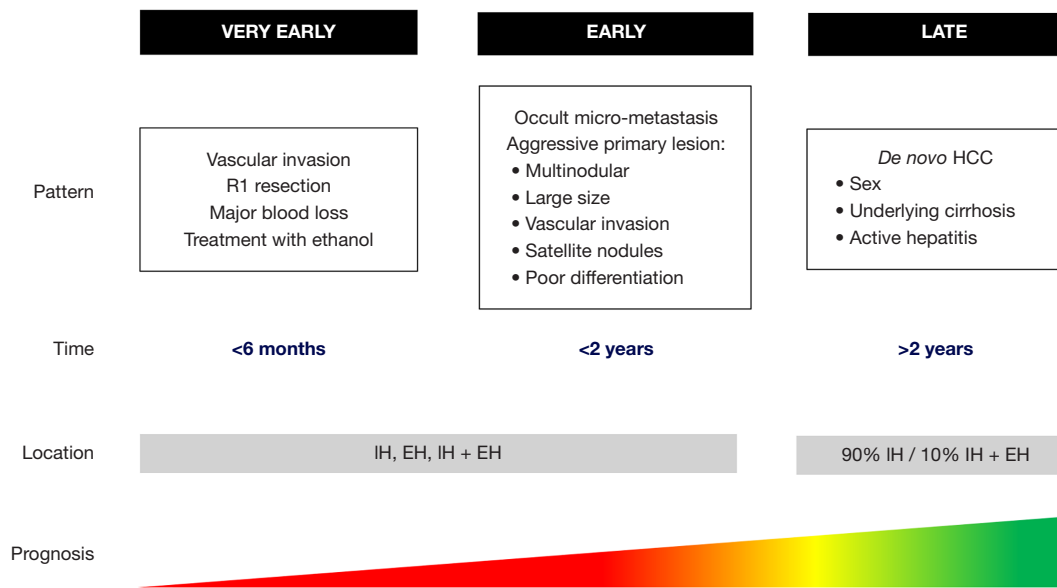 VERY EARLY
EARLY
LATE
Pattern
Vascular invasion
R1 resection
Major blood loss
Treatment with ethanol
Occult micro-metastasis
Aggressive primary lesion:
• Multinodular
• Large size
• Vascular invasion
• Satellite nodules
• Poor differentiation
De novo HCC
• Sex
• Underlying cirrhosis
• Active hepatitis
Time
<6 months
<2 years
>2 years
Location
IH, EH, IH + EH
90% IH / 10% IH + EH
Prognosis